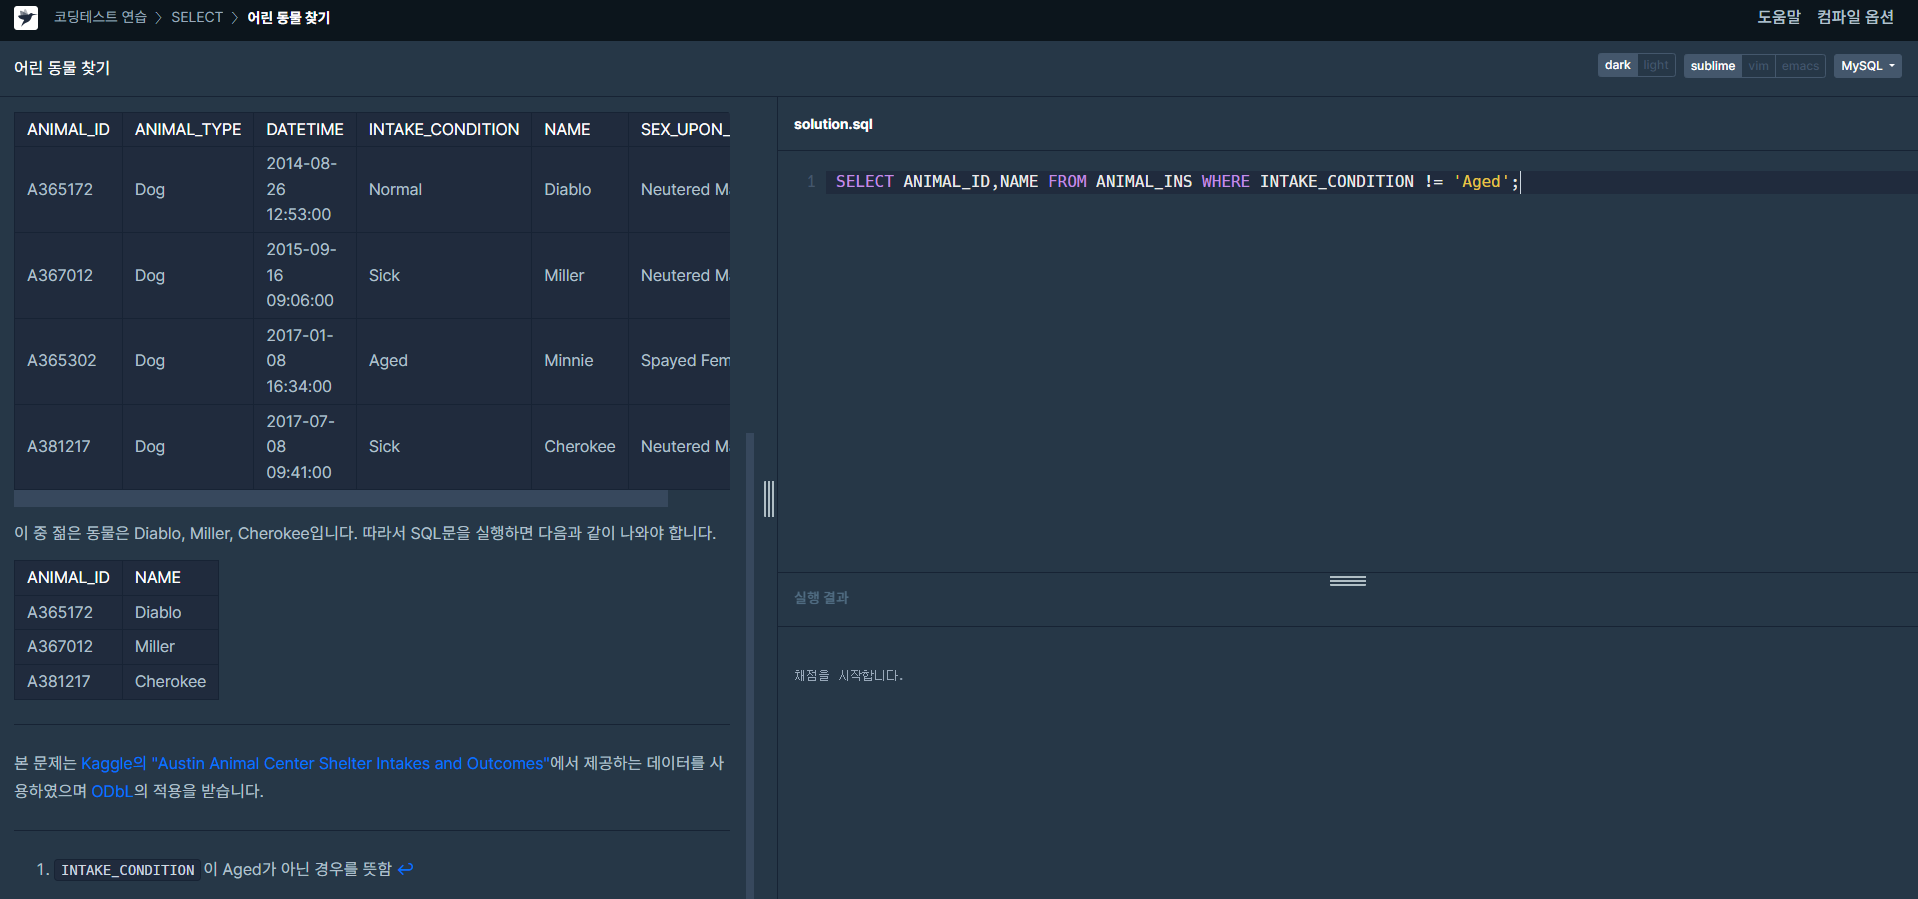 코딩테스트 연습 > SELECT > 어린 동물 찾기
도움말 컴파일 옵션
어린 동물 찾기
dark light sublime vim emacs MySQL
ANIMAL_ID ANIMAL_TYPE DATETIME INTAKE_CONDITION NAME SEX_UPON_
A365172 Dog 2014-08-26 12:53:00 Normal Diablo Neutered Ma
A367012 Dog 2015-09-16 09:06:00 Sick Miller Neutered Ma
A365302 Dog 2017-01-08 16:34:00 Aged Minnie Spayed Fem
A381217 Dog 2017-07-08 09:41:00 Sick Cherokee Neutered Ma
이 중 젊은 동물은 Diablo, Miller, Cherokee입니다. 따라서 SQL문을 실행하면 다음과 같이 나와야 합니다.
ANIMAL_ID NAME
A365172 Diablo
A367012 Miller
A381217 Cherokee
본 문제는 Kaggle의 "Austin Animal Center Shelter Intakes and Outcomes"에서 제공하는 데이터를 사
용하였으며 ODbL의 적용을 받습니다.
1. INTAKE_CONDITION 이 Aged가 아닌 경우를 뜻함 ↩
solution.sql
1 SELECT ANIMAL_ID,NAME FROM ANIMAL_INS WHERE INTAKE_CONDITION != 'Aged';
실행 결과
채점을 시작합니다.